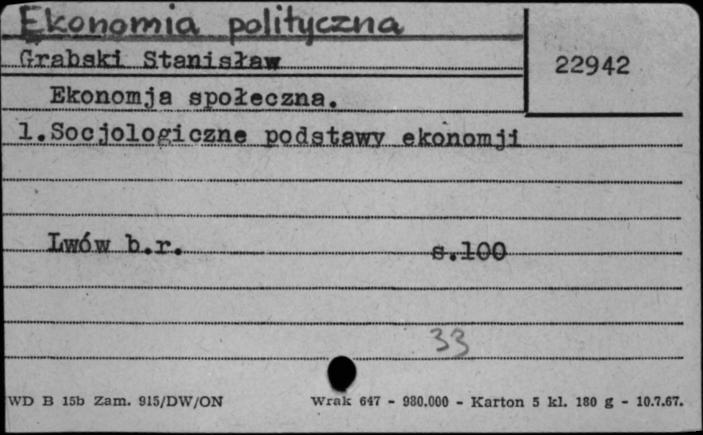 Ekonomia polityczna
Grabski Stanisław
22942
Ekonomja społeczna.
1.Socjologiczne podstawy ekonomji
Lwów b.r. s.100
33
WD B 15b Zam. 915/DW/ON Wrak 647 - 980.000 - Karton 5 kl. 180 g - 10.7.67.